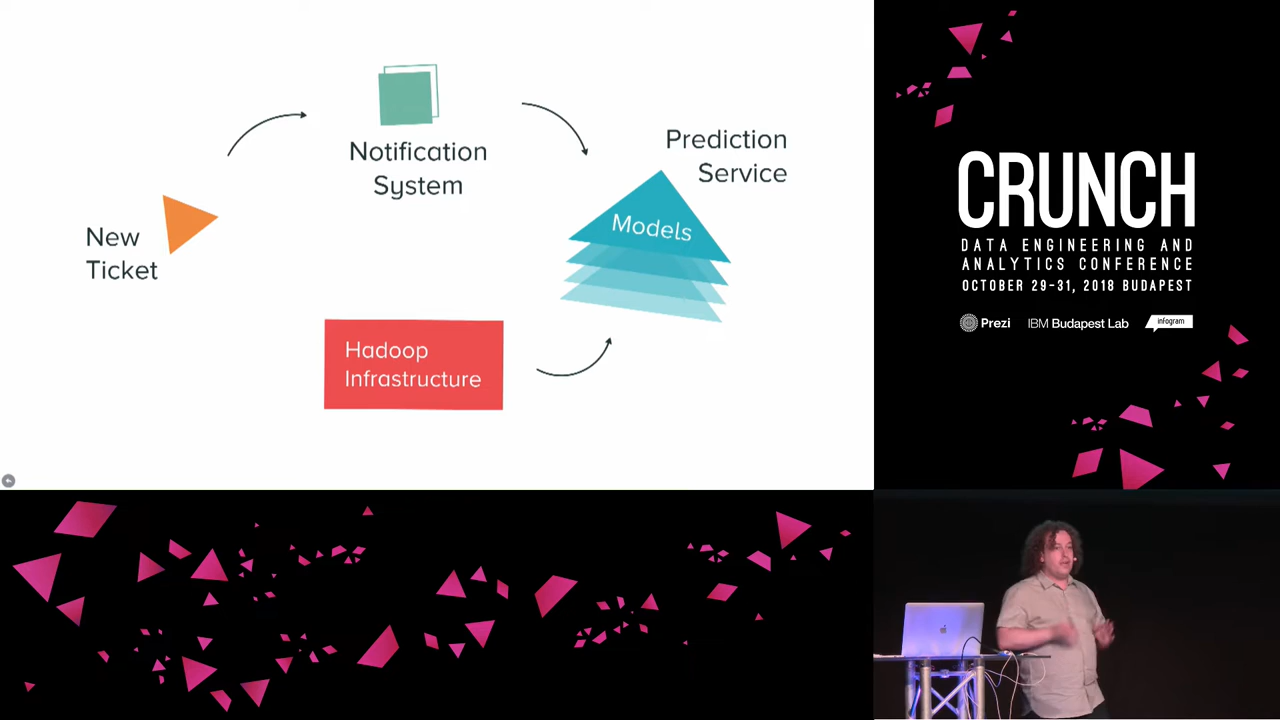 New
Ticket
Notification
System
Prediction
Service
Models
Hadoop
Infrastructure
CRUNCH
DATA ENGINEERING AND
ANALYTICS CONFERENCE
OCTOBER 29-31, 2018 BUDAPEST
Prezi
IBM Budapest Lab
infogram